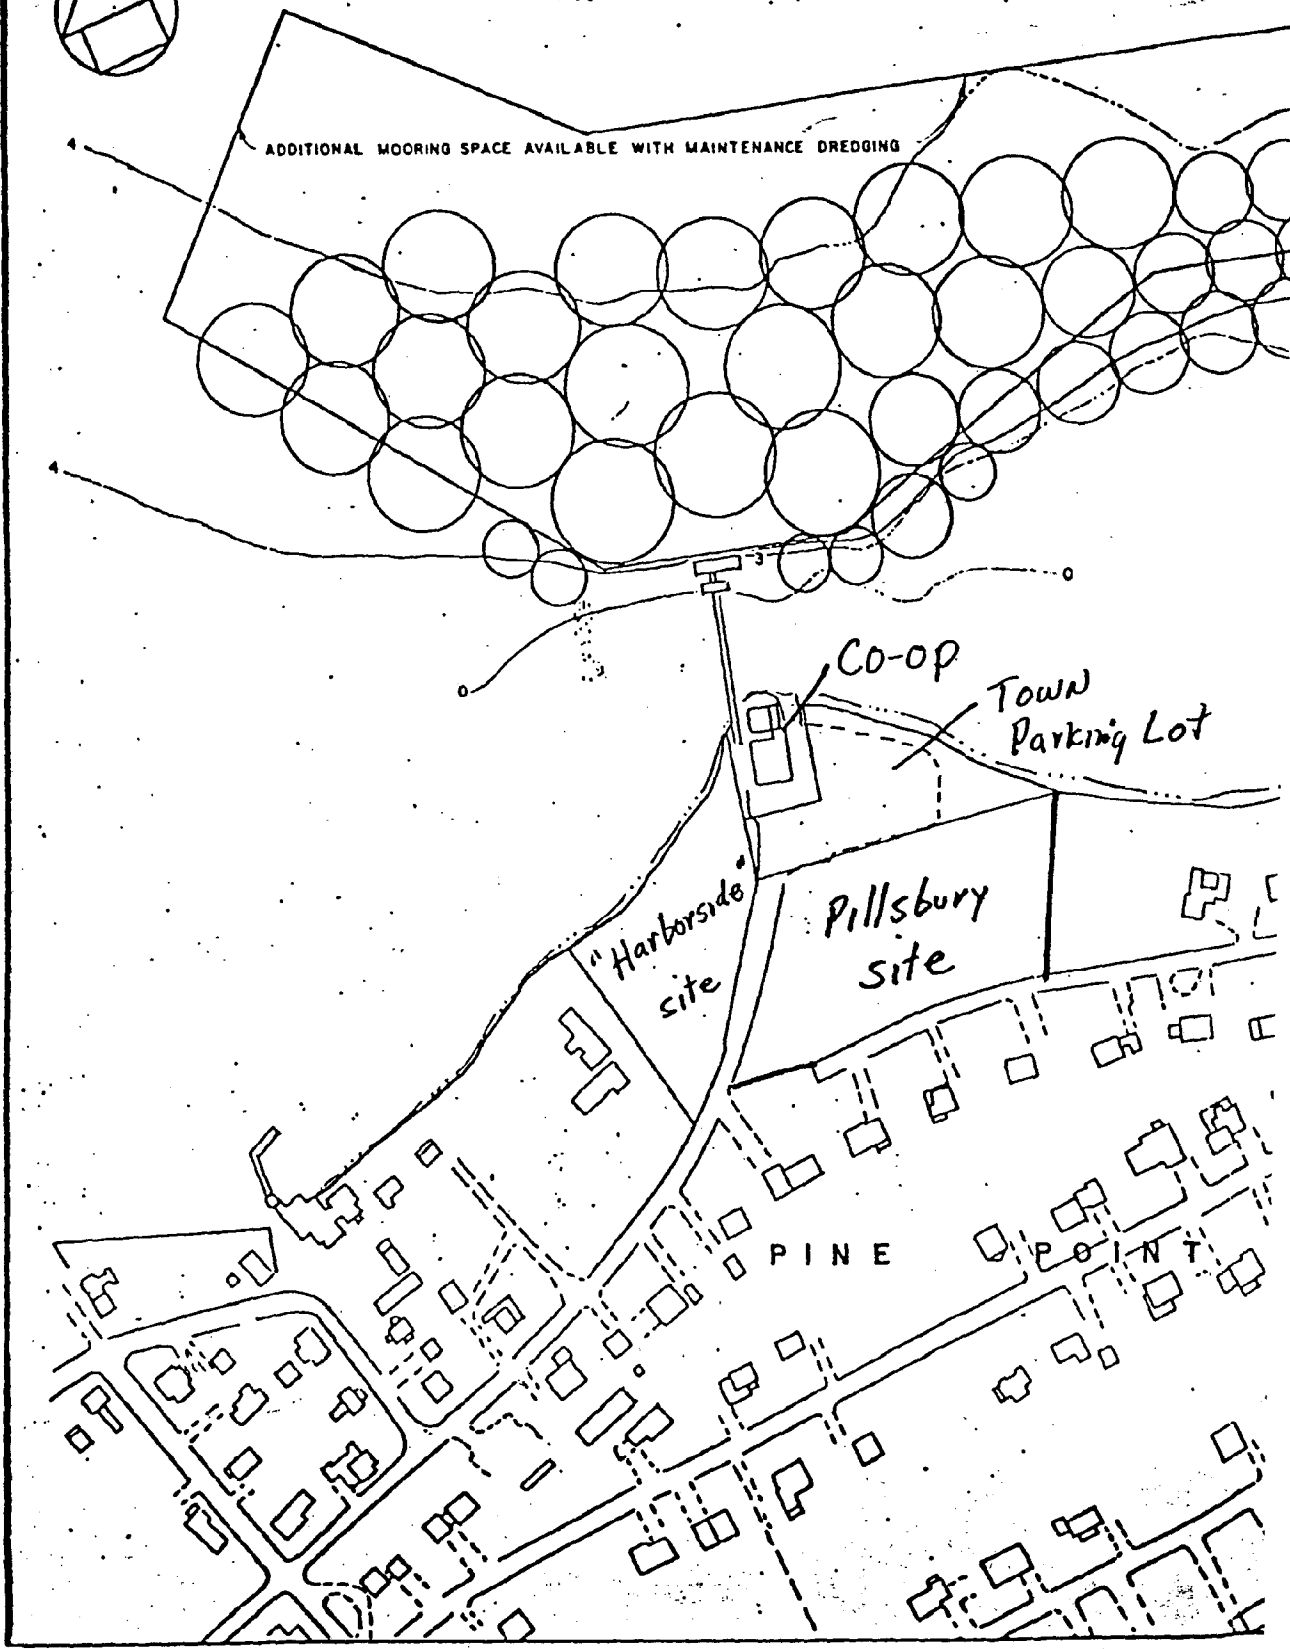 4
ADDITIONAL MOORING SPACE AVAILABLE WITH MAINTENANCE DREDGING
4
3
0
0
Co-op
Town
Parking Lot
"Harborside"
site
Pillsbury
site
PINE POINT